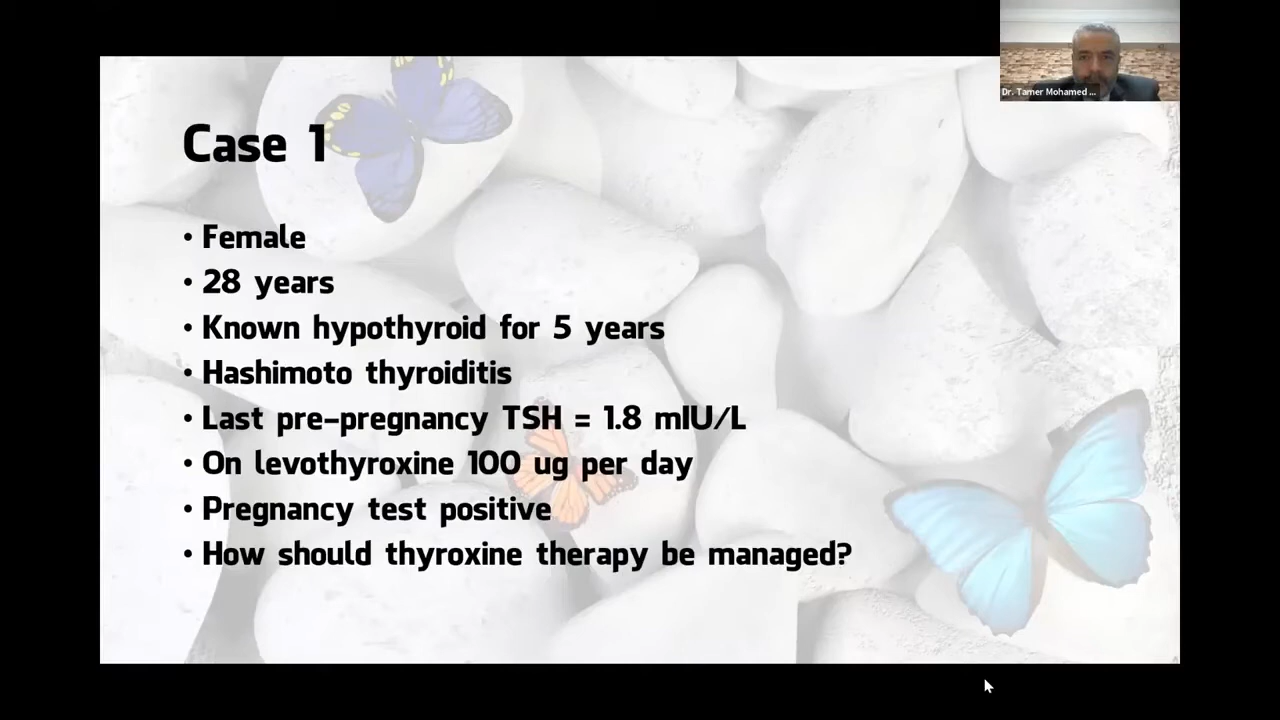 Dr. Tamer Mohamed ...
Case 1
• Female
• 28 years
• Known hypothyroid for 5 years
• Hashimoto thyroiditis
• Last pre-pregnancy TSH = 1.8 mIU/L
• On levothyroxine 100 ug per day
• Pregnancy test positive
• How should thyroxine therapy be managed?